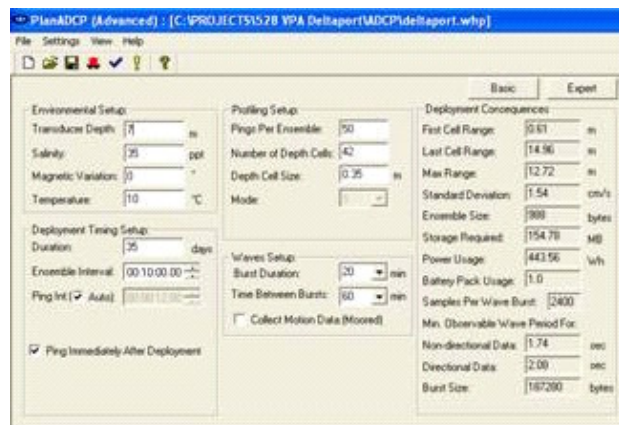 PlanADCP (Advanced) : [C:\PROJECTS\528 VPA Deltaport\ADCP\deltaport.whp]
File Settings View Help
Basic Expert
Environmental Setup:
Transducer Depth: 7 m
Salinity: 35 ppt
Magnetic Variation: 0 °
Temperature: 10 °C
Deployment Timing Setup:
Duration: 35 days
Ensemble Interval: 00:10:00.00
Ping Int (Auto):
Ping Immediately After Deployment
Profiling Setup:
Pings Per Ensemble: 50
Number of Depth Cells: 42
Depth Cell Size: 0.35 m
Mode:
Waves Setup:
Burst Duration: 20 min
Time Between Bursts: 60 min
Collect Motion Data (Moored)
Deployment Consequences
First Cell Range: 0.61 m
Last Cell Range: 14.96 m
Max Range: 12.72 m
Standard Deviation: 1.54 cm/s
Ensemble Size: 988 bytes
Storage Required: 154.78 MB
Power Usage: 443.56 Wh
Battery Pack Usage: 1.0
Samples Per Wave Burst: 2400
Min. Observable Wave Period For:
Non-directional Data: 1.74 sec
Directional Data: 2.00 sec
Burst Size: 187280 bytes